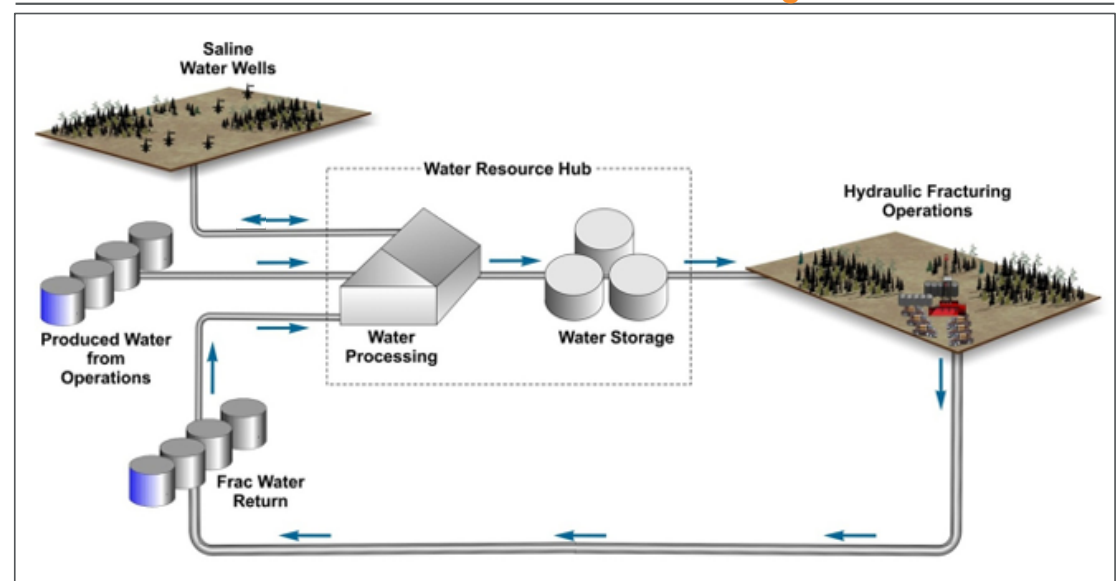 Saline
Water Wells
Water Resource Hub
Hydraulic Fracturing
Operations
Produced Water
from
Operations
Water
Processing
Water Storage
Frac Water
Return